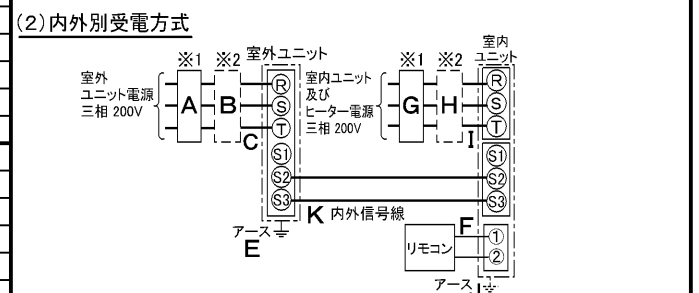 (2)内外別受電方式
※1 ※2 室外ユニット
室外
ユニット電源
三相 200V
A
B
C
R
S
T
S1
S2
S3
アース
E
K 内外信号線
※1 ※2
室内
ユニット
室内ユニット
及び
ヒーター電源
三相 200V
G
H
I
R
S
T
S1
S2
S3
F
リモコン
①
②
アース